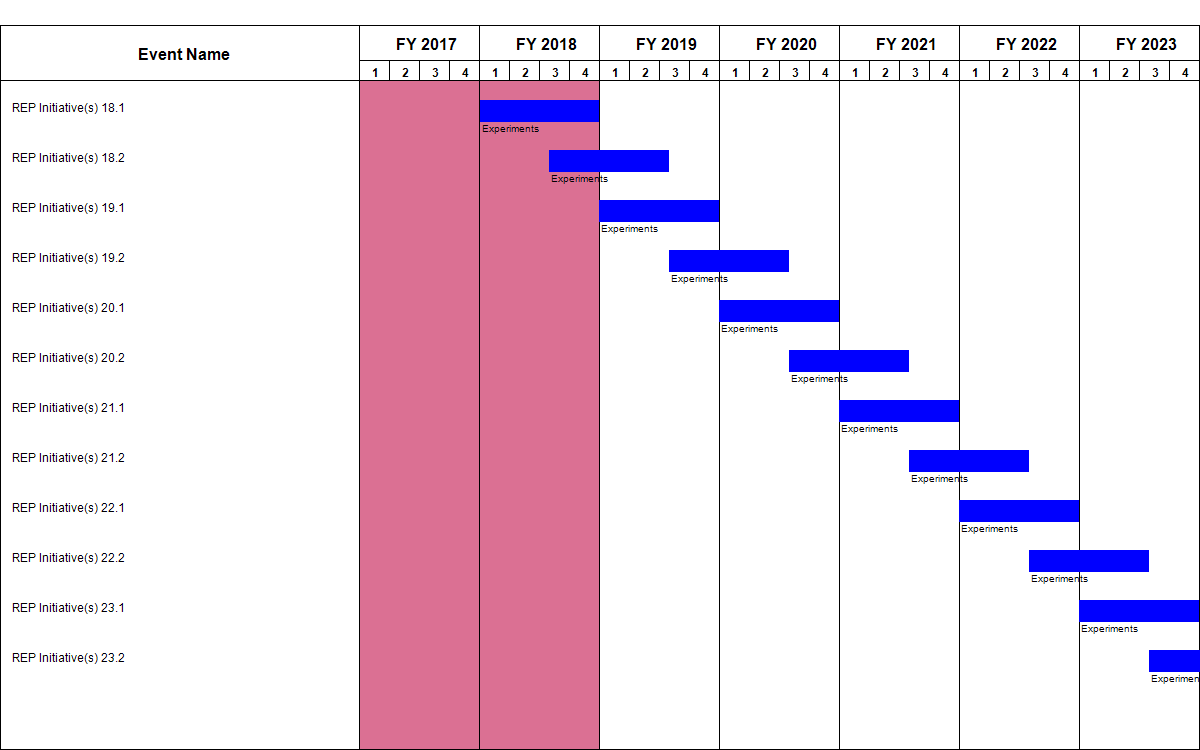 Event Name
FY 2017 FY 2018 FY 2019 FY 2020 FY 2021 FY 2022 FY 2023
1 2 3 4 1 2 3 4 1 2 3 4 1 2 3 4 1 2 3 4 1 2 3 4 1 2 3 4
REP Initiative(s) 18.1
Experiments
REP Initiative(s) 18.2
Experiments
REP Initiative(s) 19.1
Experiments
REP Initiative(s) 19.2
Experiments
REP Initiative(s) 20.1
Experiments
REP Initiative(s) 20.2
Experiments
REP Initiative(s) 21.1
Experiments
REP Initiative(s) 21.2
Experiments
REP Initiative(s) 22.1
Experiments
REP Initiative(s) 22.2
Experiments
REP Initiative(s) 23.1
Experiments
REP Initiative(s) 23.2
Experimen